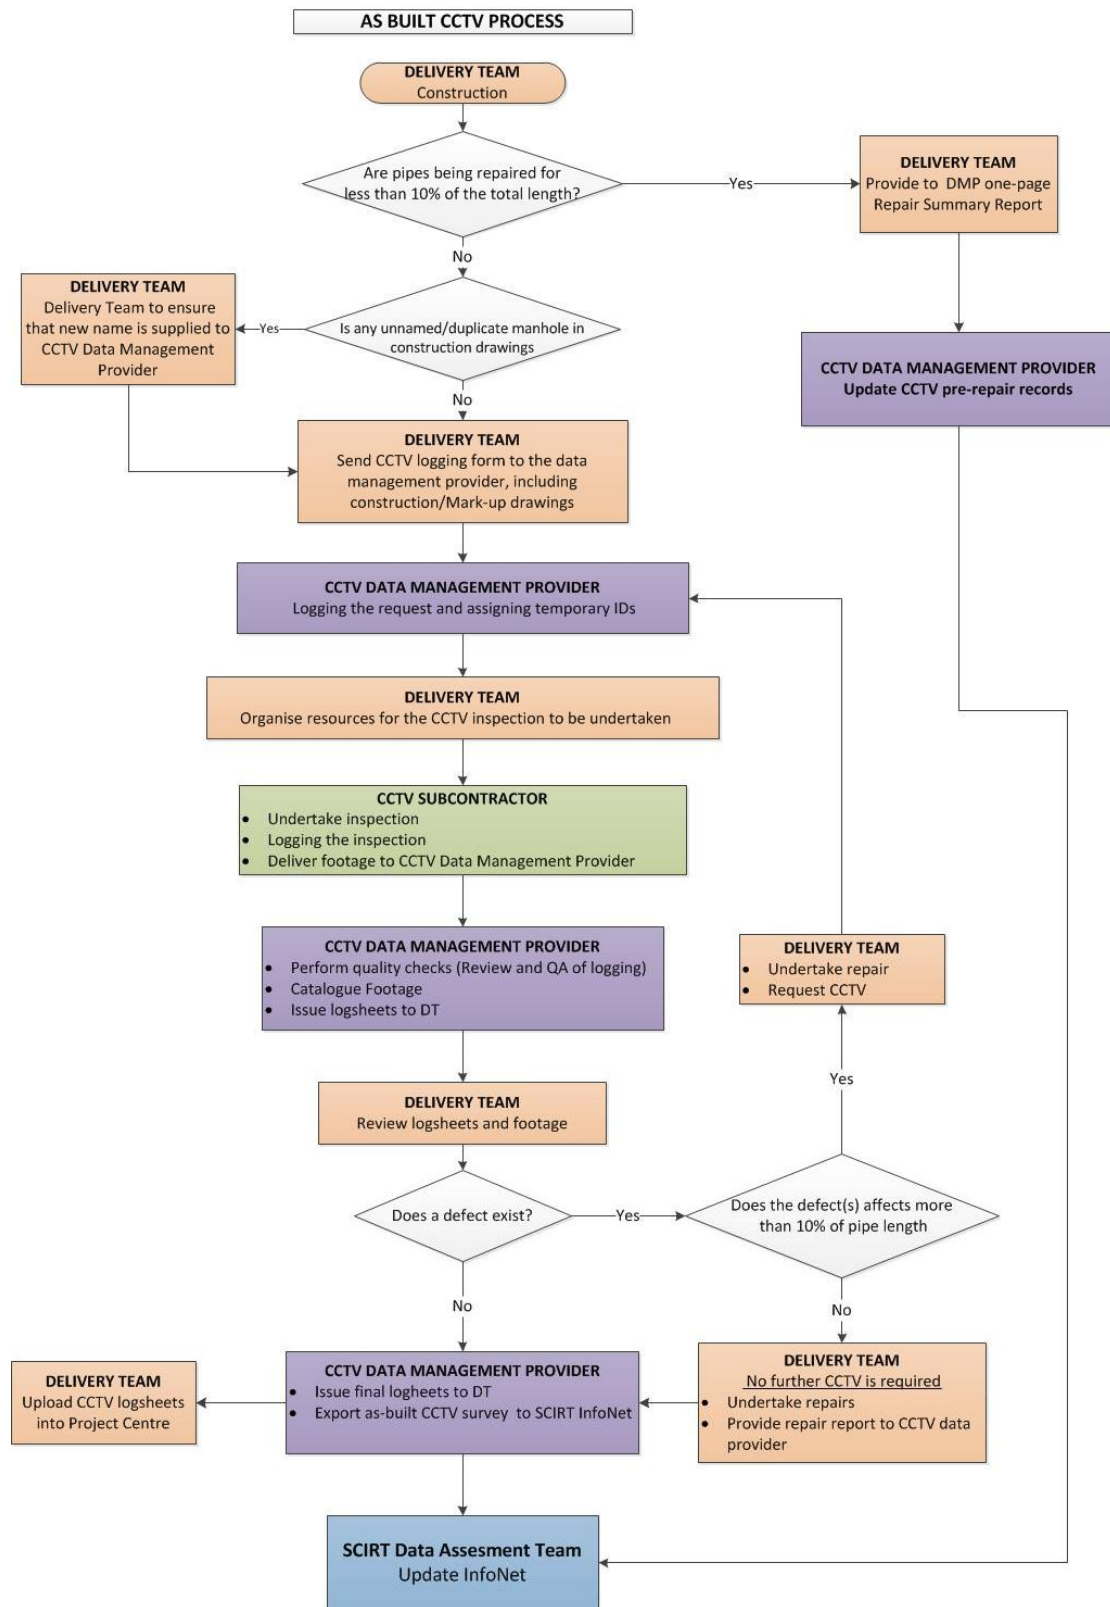 AS BUILT CCTV PROCESS
DELIVERY TEAM
Construction
Are pipes being repaired for
less than 10% of the total length?
Yes
DELIVERY TEAM
Provide to DMP one-page
Repair Summary Report
No
DELIVERY TEAM
Delivery Team to ensure
that new name is supplied to
CCTV Data Management
Provider
Yes
Is any unnamed/duplicate manhole in
construction drawings
CCTV DATA MANAGEMENT PROVIDER
Update CCTV pre-repair records
No
DELIVERY TEAM
Send CCTV logging form to the data
management provider, including
construction/Mark-up drawings
CCTV DATA MANAGEMENT PROVIDER
Logging the request and assigning temporary IDs
DELIVERY TEAM
Organise resources for the CCTV inspection to be undertaken
CCTV SUBCONTRACTOR
• Undertake inspection
• Logging the inspection
• Deliver footage to CCTV Data Management Provider
CCTV DATA MANAGEMENT PROVIDER
• Perform quality checks (Review and QA of logging)
• Catalogue Footage
• Issue logsheets to DT
DELIVERY TEAM
• Undertake repair
• Request CCTV
Yes
DELIVERY TEAM
Review logsheets and footage
Does a defect exist?
Yes
Does the defect(s) affects more
than 10% of pipe length
No
No
DELIVERY TEAM
Upload CCTV logsheets
into Project Centre
CCTV DATA MANAGEMENT PROVIDER
• Issue final logheets to DT
• Export as-built CCTV survey to SCIRT InfoNet
DELIVERY TEAM
No further CCTV is required
• Undertake repairs
• Provide repair report to CCTV data
provider
SCIRT Data Assesment Team
Update InfoNet